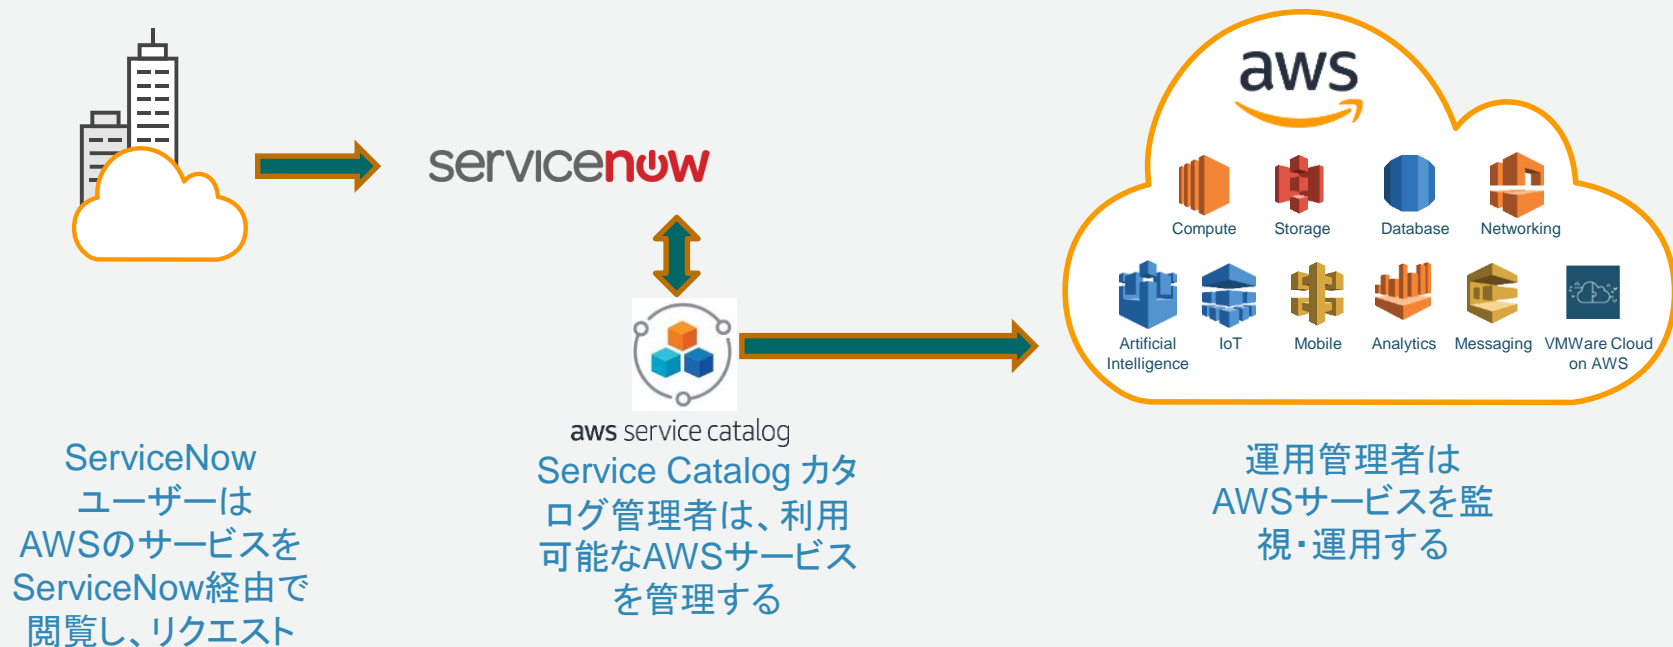 aws
servicenow
Compute
Storage
Database
Networking
Artificial
Intelligence
IoT
Mobile
Analytics
Messaging
VMWare Cloud
on AWS
aws service catalog
ServiceNow
ユーザーは
AWSのサービスを
ServiceNow経由で
閲覧し、リクエスト
Service Catalog カタ
ログ管理者は、利用
可能なAWSサービス
を管理する
運用管理者は
AWSサービスを監
視・運用する